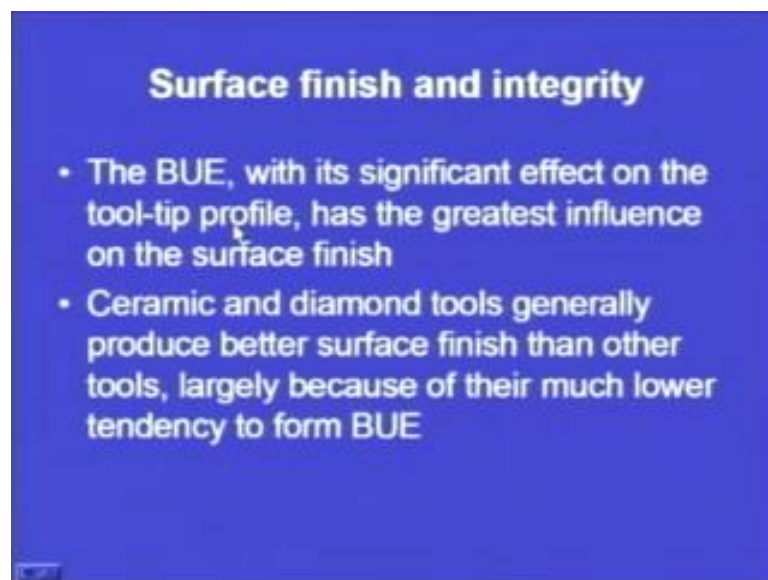 Surface finish and integrity
• The BUE, with its significant effect on the
tool-tip profile, has the greatest influence
on the surface finish
• Ceramic and diamond tools generally
produce better surface finish than other
tools, largely because of their much lower
tendency to form BUE